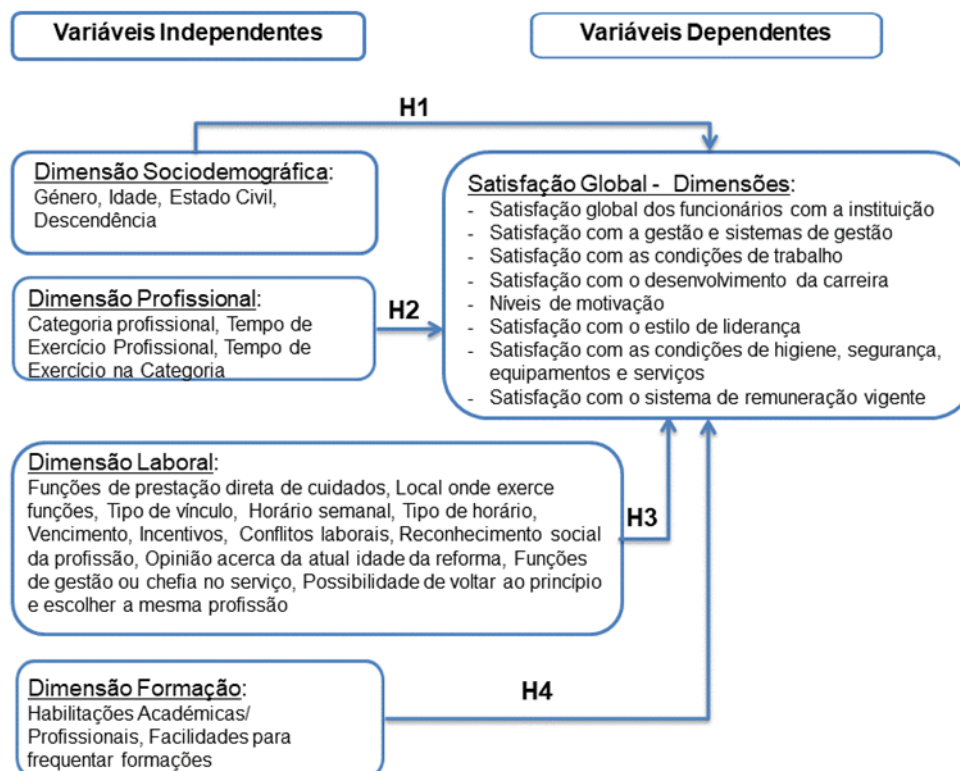 Variáveis Independentes
Variáveis Dependentes
H1
Dimensão Sociodemográfica:
Género, Idade, Estado Civil,
Descendência
Dimensão Profissional:
Categoria profissional, Tempo de
Exercício Profissional, Tempo de
Exercício na Categoria
H2
Satisfação Global - Dimensões:
- Satisfação global dos funcionários com a instituição
- Satisfação com a gestão e sistemas de gestão
- Satisfação com as condições de trabalho
- Satisfação com o desenvolvimento da carreira
- Níveis de motivação
- Satisfação com o estilo de liderança
- Satisfação com as condições de higiene, segurança,
equipamentos e serviços
- Satisfação com o sistema de remuneração vigente
Dimensão Laboral:
Funções de prestação direta de cuidados, Local onde exerce
funções, Tipo de vínculo, Horário semanal, Tipo de horário,
Vencimento, Incentivos, Conflitos laborais, Reconhecimento social
da profissão, Opinião acerca da atual idade da reforma, Funções
de gestão ou chefia no serviço, Possibilidade de voltar ao princípio
e escolher a mesma profissão
H3
Dimensão Formação:
Habilitações Académicas/
Profissionais, Facilidades para
frequentar formações
H4